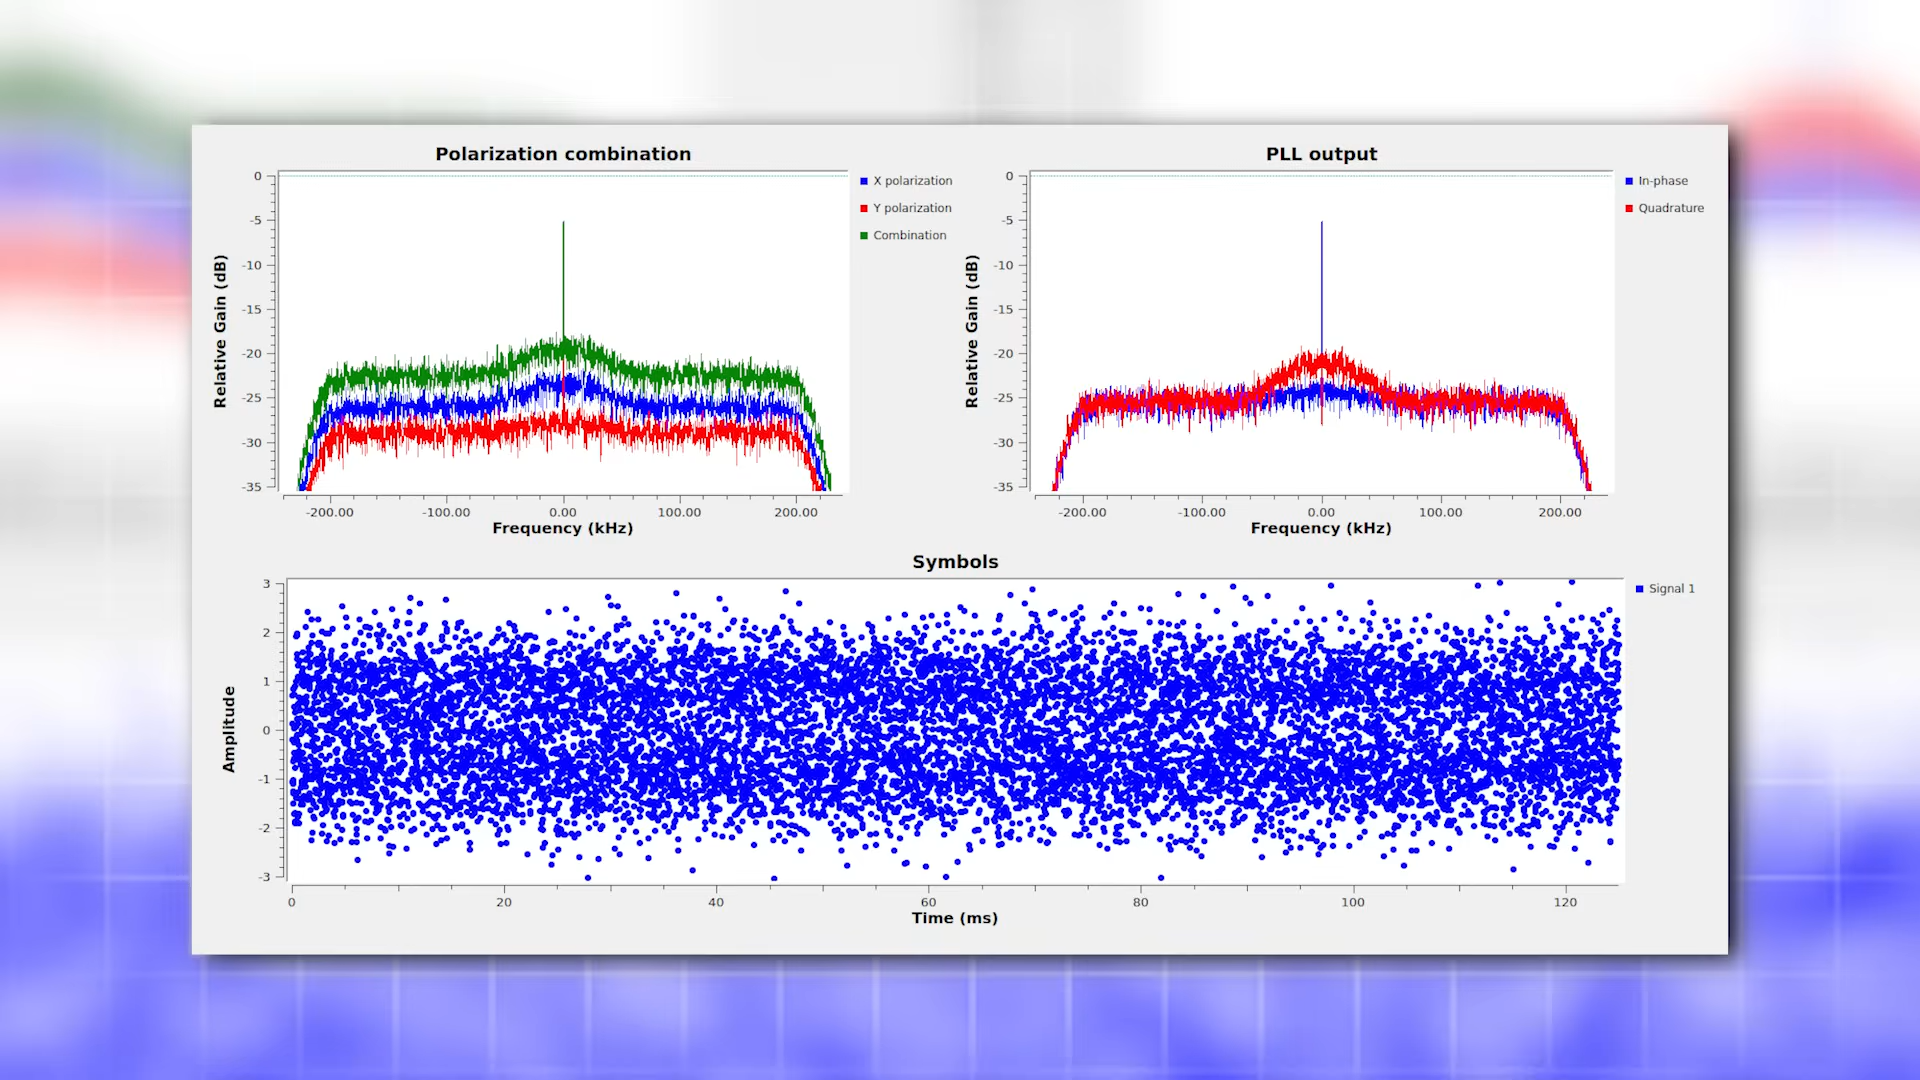 Polarization combination
Relative Gain (dB)
0
-5
-10
-15
-20
-25
-30
-35
-200.00 -100.00 0.00 100.00 200.00
Frequency (kHz)
X polarization
Y polarization
Combination
PLL output
Relative Gain (dB)
0
-5
-10
-15
-20
-25
-30
-35
-200.00 -100.00 0.00 100.00 200.00
Frequency (kHz)
In-phase
Quadrature
Symbols
Amplitude
3
2
1
0
-1
-2
-3
0 20 40 60 80 100 120
Time (ms)
Signal 1